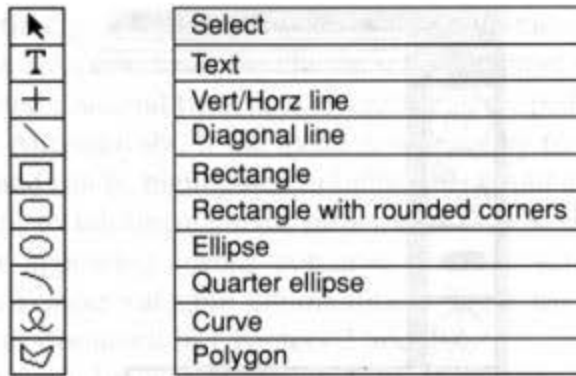 Select
T Text
Vert/Horz line
Diagonal line
Rectangle
Rectangle with rounded corners
Ellipse
Quarter ellipse
Curve
Polygon